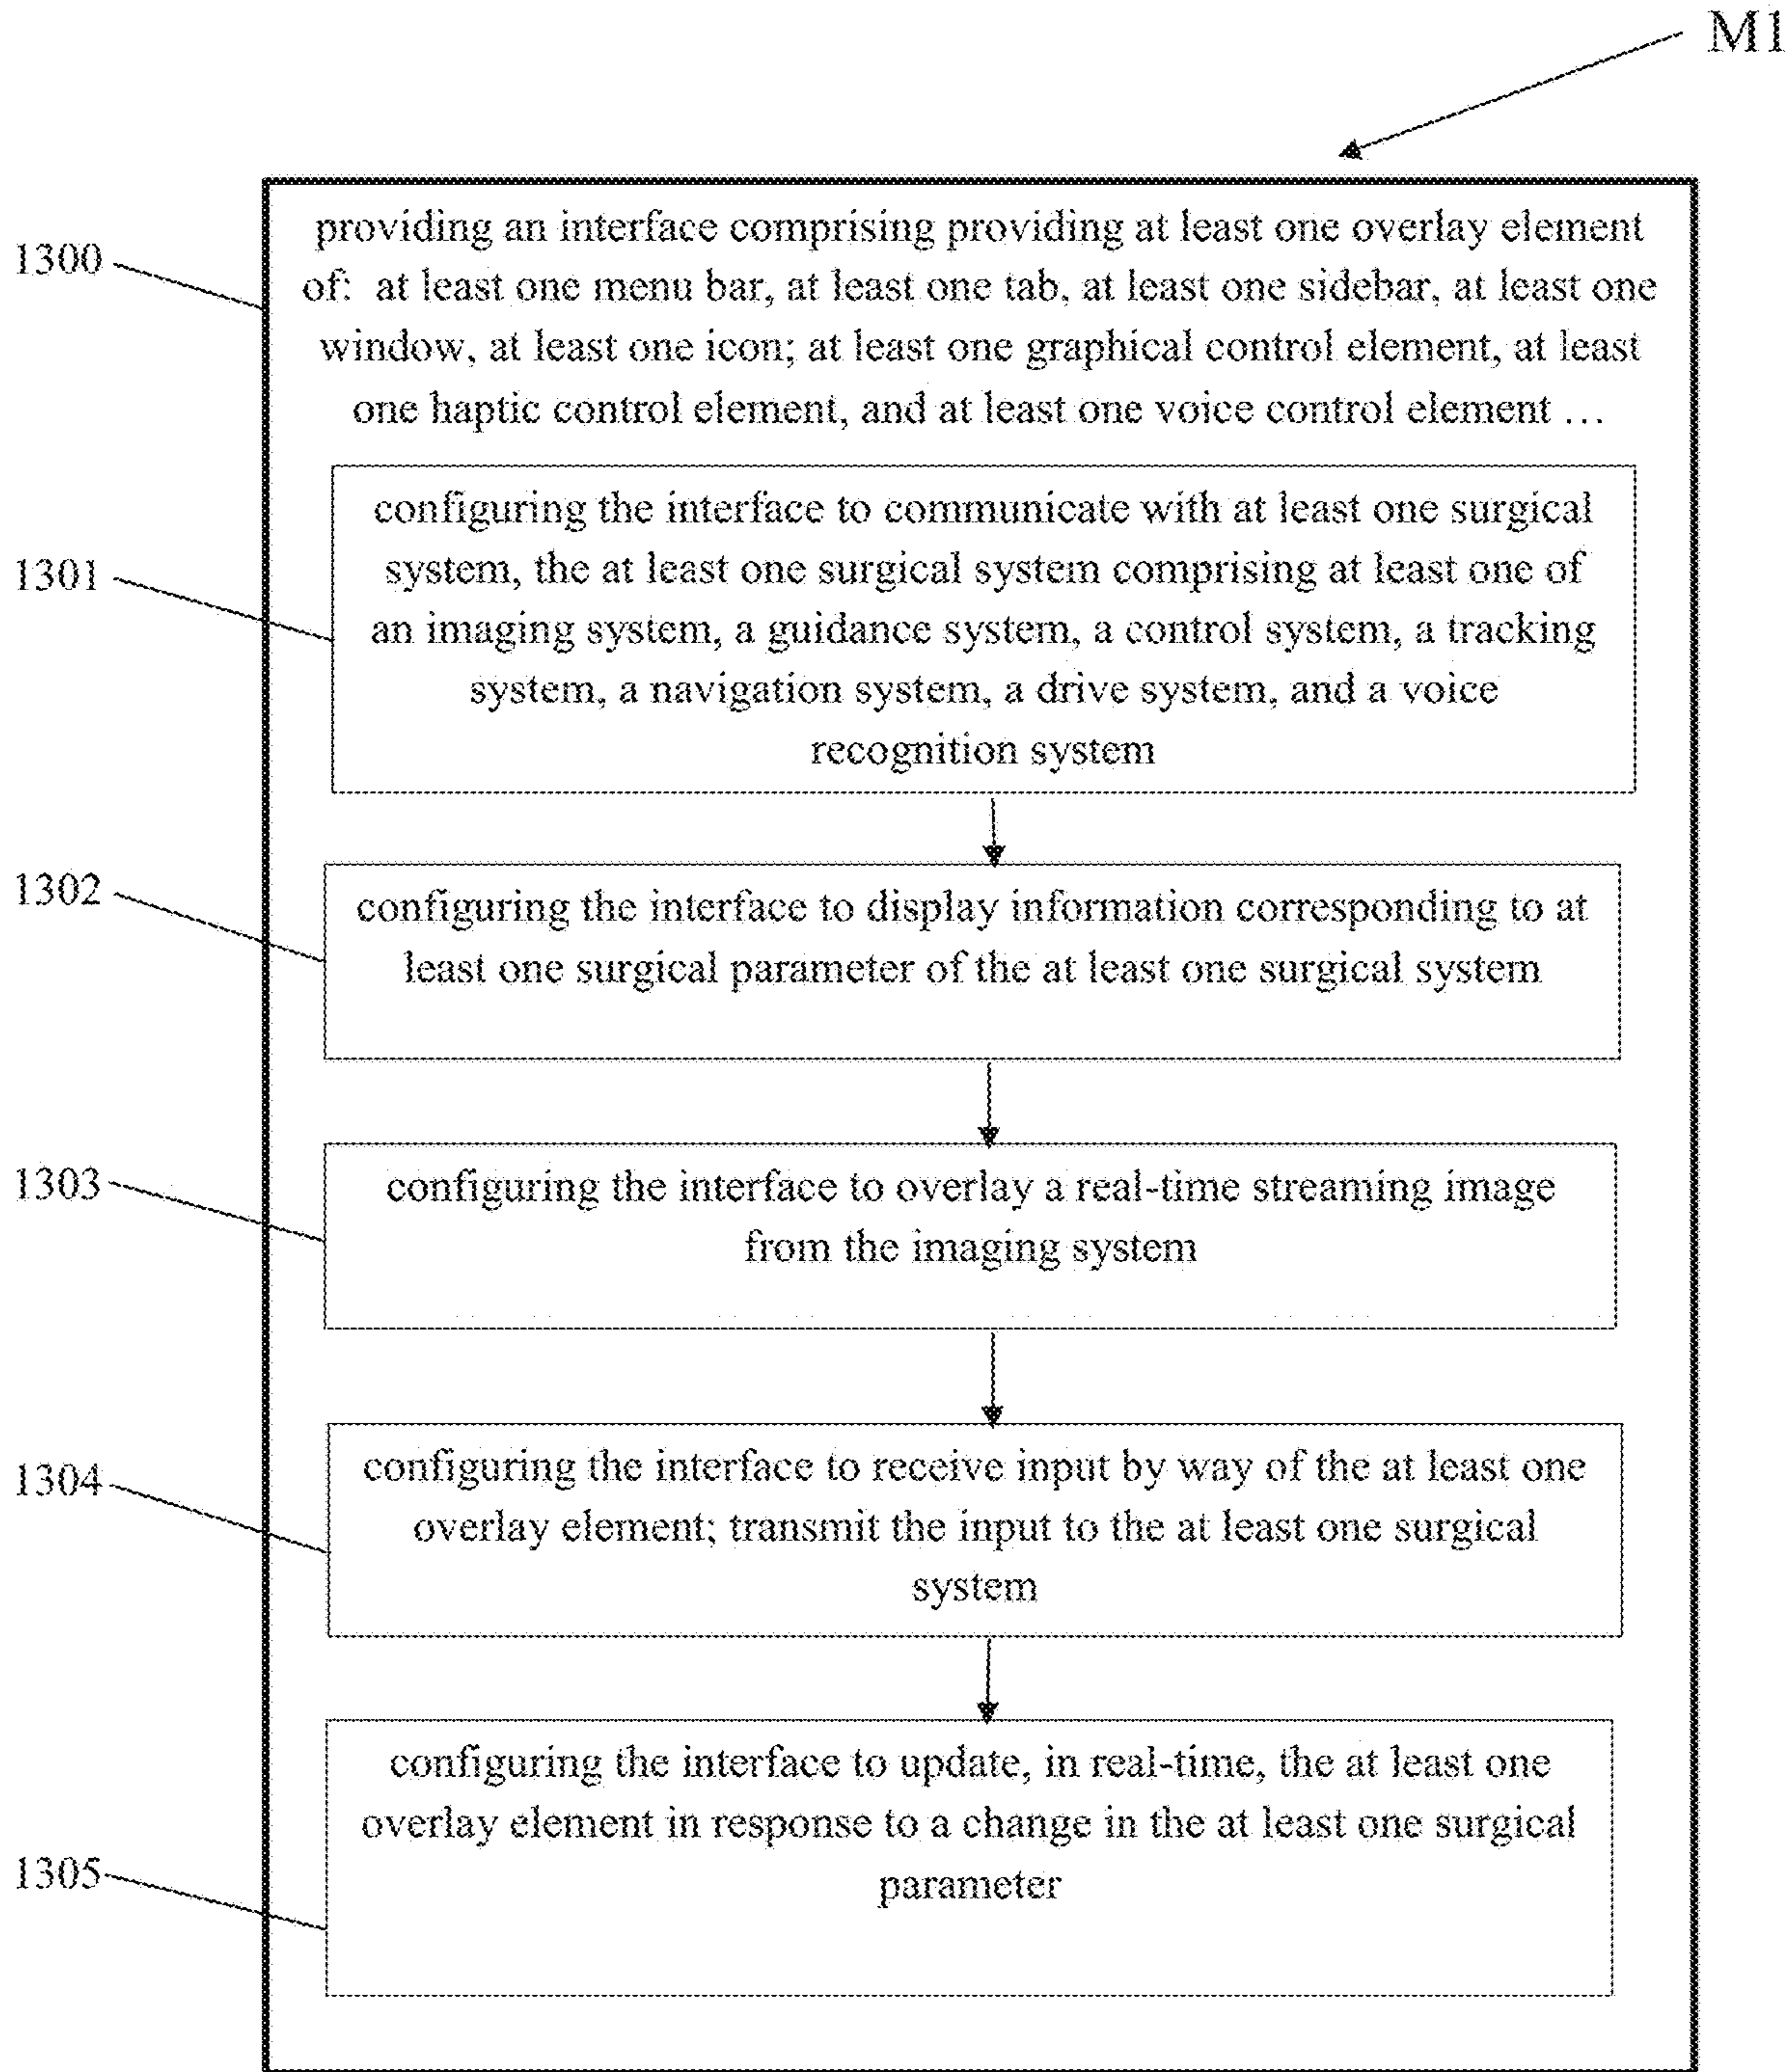 M1
1300
providing an interface comprising providing at least one overlay element
of: at least one menu bar, at least one tab, at least one sidebar, at least one
window, at least one icon; at least one graphical control element, at least
one haptic control element, and at least one voice control element …
1301
configuring the interface to communicate with at least one surgical
system, the at least one surgical system comprising at least one of
an imaging system, a guidance system, a control system, a tracking
system, a navigation system, a drive system, and a voice
recognition system
1302
configuring the interface to display information corresponding to at
least one surgical parameter of the at least one surgical system
1303
configuring the interface to overlay a real-time streaming image
from the imaging system
1304
configuring the interface to receive input by way of the at least one
overlay element; transmit the input to the at least one surgical
system
1305
configuring the interface to update, in real-time, the at least one
overlay element in response to a change in the at least one surgical
parameter